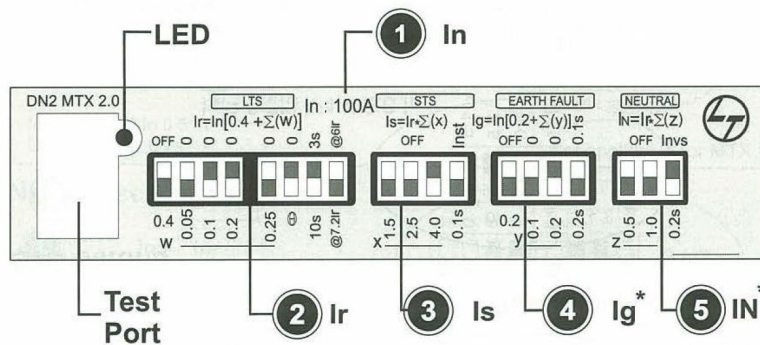 LED
1 In
DN2 MTX 2.0
LTS
In : 100A
STS
EARTH FAULT
NEUTRAL
Ir=In[0.4 +Σ(W)]
Is=Ir*Σ(x)
Ig=In[0.2+Σ(y)]
IN=Ir*Σ(z)
OFF 0 0 0 0 0 3s @6Ir
OFF Inst.
OFF 0 0 0.1s
OFF Invs
0.4 0.05 0.1 0.2 0.25 Θ 10s @7.2Ir
1.5 2.5 4.0 0.1s
0.2 0.1 0.2 0.2s
0.5 1.0 0.2s
W
x
y
z
Test
Port
2 Ir
3 Is
4 Ig*
5 IN*